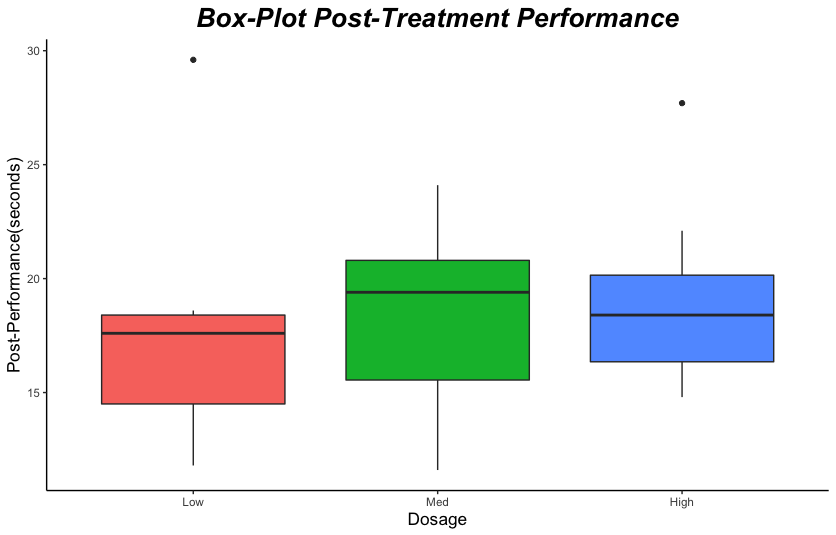 Box-Plot Post-Treatment Performance
Post-Performance(seconds)
30
25
20
15
Low Med High
Dosage